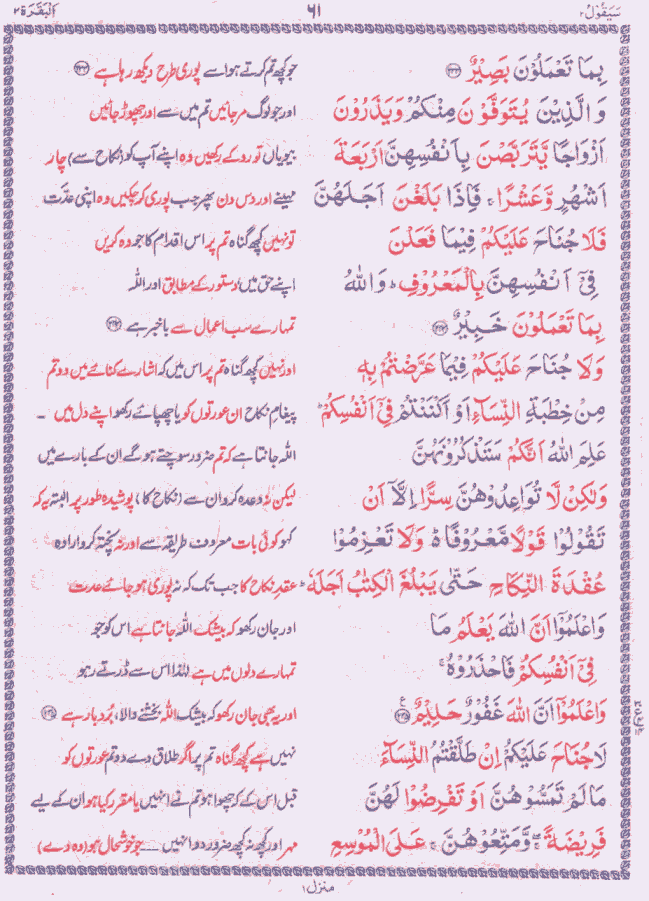 سَيَقُوْلُ ٢ ٦١ اَلْبَقَرَة ٢
بِمَا تَعْمَلُوْنَ بَصِيْرٌ ﴿٢٣٣﴾ جو کچھ تم کرتے ہو اسے پوری طرح دیکھ رہا ہے ﴿٢٣٣﴾
وَالَّذِيْنَ يُتَوَفَّوْنَ مِنْكُمْ وَيَذَرُوْنَ اور جو لوگ مر جائیں تم میں سے اور چھوڑ جائیں
اَزْوَاجًا يَّتَرَبَّصْنَ بِاَنْفُسِهِنَّ اَرْبَعَةَ بیویاں تو روکے رکھیں وہ اپنے آپ کو (نکاح سے) چار
اَشْهُرٍ وَّعَشْرًا ۚ فَاِذَا بَلَغْنَ اَجَلَهُنَّ مہینے اور دس دن پھر جب پوری کر چکیں وہ اپنی عدّت
فَلَا جُنَاحَ عَلَيْكُمْ فِيْمَا فَعَلْنَ تو نہیں کچھ گناہ تم پر اس اقدام کا جو وہ کریں
فِيْٓ اَنْفُسِهِنَّ بِالْمَعْرُوْفِ ؕ وَاللّٰهُ اپنے حق میں دستور کے مطابق اور اللہ
بِمَا تَعْمَلُوْنَ خَبِيْرٌ ﴿٢٣٤﴾ تمہارے سب اعمال سے باخبر ہے ﴿٢٣٤﴾
وَلَا جُنَاحَ عَلَيْكُمْ فِيْمَا عَرَّضْتُمْ بِهٖ اور نہیں کچھ گناہ تم پر اس میں کہ اشارے کنائے میں دو تم
مِنْ خِطْبَةِ النِّسَآءِ اَوْ اَكْنَنْتُمْ فِيْٓ اَنْفُسِكُمْ ؕ پیغامِ نکاح ان عورتوں کو یا چھپائے رکھو اپنے دل میں ۔
عَلِمَ اللّٰهُ اَنَّكُمْ سَتَذْكُرُوْنَهُنَّ اللہ جانتا ہے کہ تم ضرور سوچتے ہو گے ان کے بارے میں
وَلٰكِنْ لَّا تُوَاعِدُوْهُنَّ سِرًّا اِلَّآ اَنْ لیکن نہ وعدہ کرو ان سے (نکاح کا) پوشیدہ طور پر البتہ یہ کہ
تَقُوْلُوْا قَوْلًا مَّعْرُوْفًا ؕ وَلَا تَعْزِمُوْا کہو کوئی بات معروف طریقہ سے اور نہ پختہ کرو ارادہ
عُقْدَةَ النِّكَاحِ حَتّٰى يَبْلُغَ الْكِتٰبُ اَجَلَهٗ ؕ عقدِ نکاح کا جب تک کہ نہ پوری ہو جائے عدت
وَاعْلَمُوْٓا اَنَّ اللّٰهَ يَعْلَمُ مَا اور جان رکھو کہ بیشک اللہ جانتا ہے اس کو جو
فِيْٓ اَنْفُسِكُمْ فَاحْذَرُوْهُ ۚ تمہارے دلوں میں ہے لہٰذا اس سے ڈرتے رہو
وَاعْلَمُوْٓا اَنَّ اللّٰهَ غَفُوْرٌ حَلِيْمٌ ﴿٢٣٥﴾ اور یہ بھی جان رکھو کہ بیشک اللہ بخشنے والا، بُردبار ہے ﴿٢٣٥﴾
لَا جُنَاحَ عَلَيْكُمْ اِنْ طَلَّقْتُمُ النِّسَآءَ نہیں ہے کچھ گناہ تم پر اگر طلاق دے دو تم عورتوں کو
مَا لَمْ تَمَسُّوْهُنَّ اَوْ تَفْرِضُوْا لَهُنَّ قبل اس کے کہ چھوا ہو تم نے انہیں یا مقرر کیا ہو ان کے لیے
فَرِيْضَةً ۖ وَّمَتِّعُوْهُنَّ ۚ عَلَى الْمُوْسِعِ مہر اور کچھ نہ کچھ ضرور دو انہیں ۔۔۔ جو خوشحال ہو (وہ دے)
منزل ١